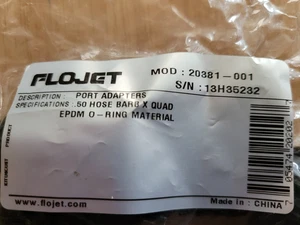 FLOJET
MOD : 20381-001
S/N : 13H35232
DESCRIPTION : PORT ADAPTERS
SPECIFICATIONS : .50 HOSE BARB X QUAD
EPDM O-RING MATERIAL
www.flojet.com
Made in : CHINA